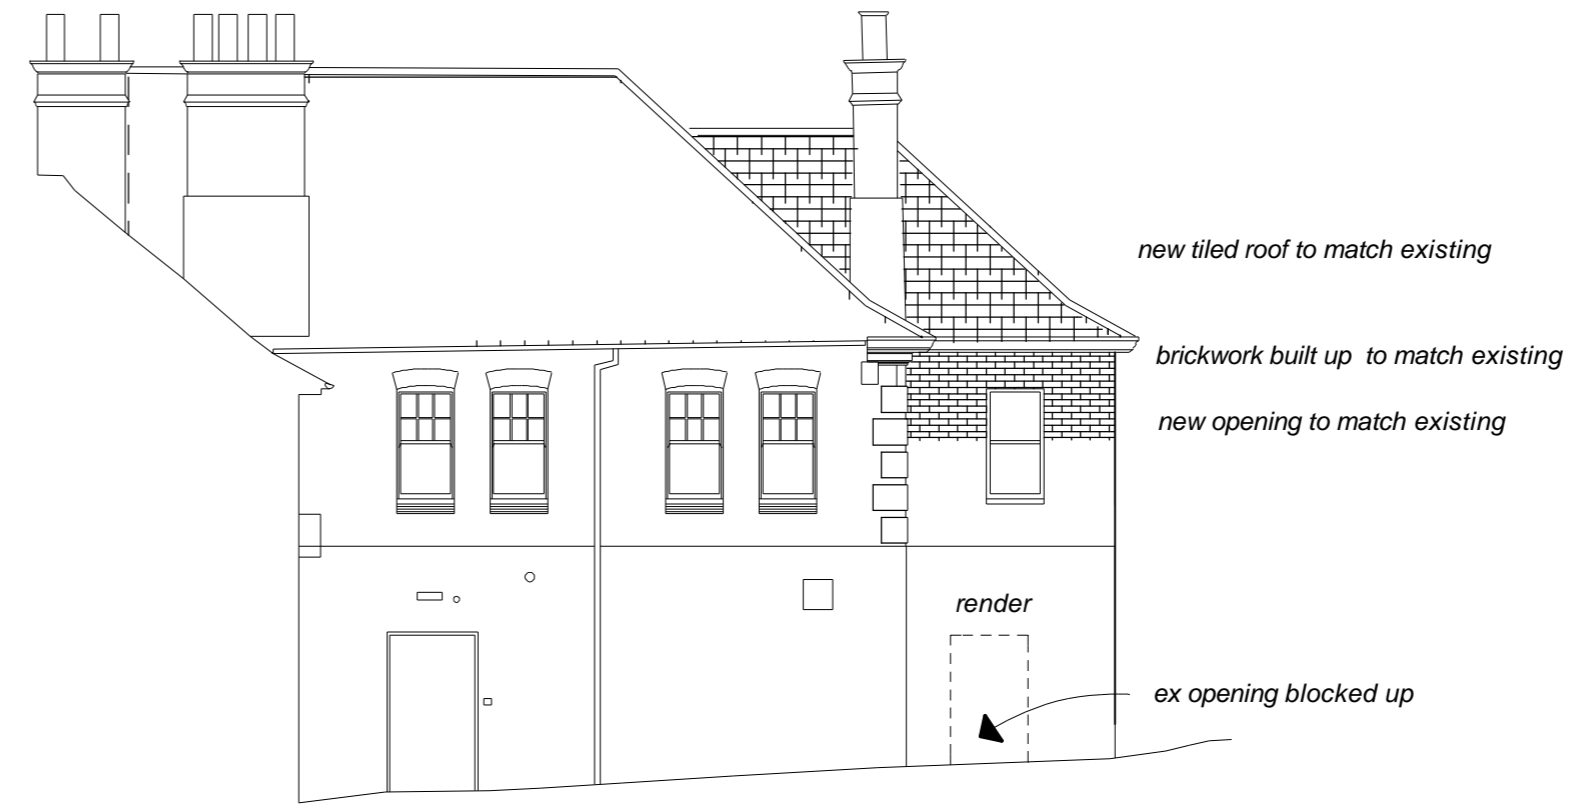 new tiled roof to match existing
brickwork built up  to match existing
new opening to match existing
render
ex opening blocked up